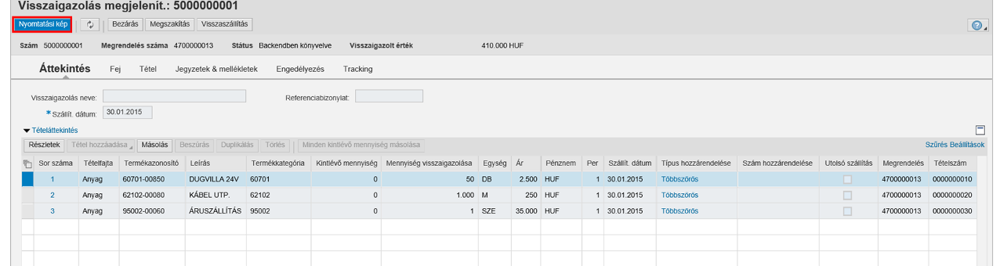 Visszaigazolás megjelenít.: 5000000001
Nyomtatási kép Bezárás Megszakítás Visszaszállítás
Szám 5000000001 Megrendelés száma 4700000013 Státus Backendben könyvelve Visszaigazolt érték 410.000 HUF
Áttekintés Fej Tétel Jegyzetek & mellékletek Engedélyezés Tracking
Visszaigazolás neve: Referenciabizonylat:
* Szállít. dátum: 30.01.2015
Tételáttekintés
Részletek Tétel hozzáadása Másolás Beszúrás Duplikálás Törlés Minden kintlévő mennyiség másolása Szűrés Beállítások
Sor száma Tételfajta Termékazonosító Leírás Termékkategória Kintlévő mennyiség Mennyiség visszaigazolása Egység Ár Pénznem Per Szállít. dátum Típus hozzárendelése Szám hozzárendelése Utolsó szállítás Megrendelés Tételszám
1 Anyag 60701-00850 DUGVILLA 24V 60701 0 50 DB 2.500 HUF 1 30.01.2015 Többszörös 4700000013 0000000010
2 Anyag 62102-00080 KÁBEL UTP. 62102 0 1.000 M 250 HUF 1 30.01.2015 Többszörös 4700000013 0000000020
3 Anyag 95002-00060 ÁRUSZÁLLÍTÁS 95002 0 1 SZE 35.000 HUF 1 30.01.2015 Többszörös 4700000013 0000000030